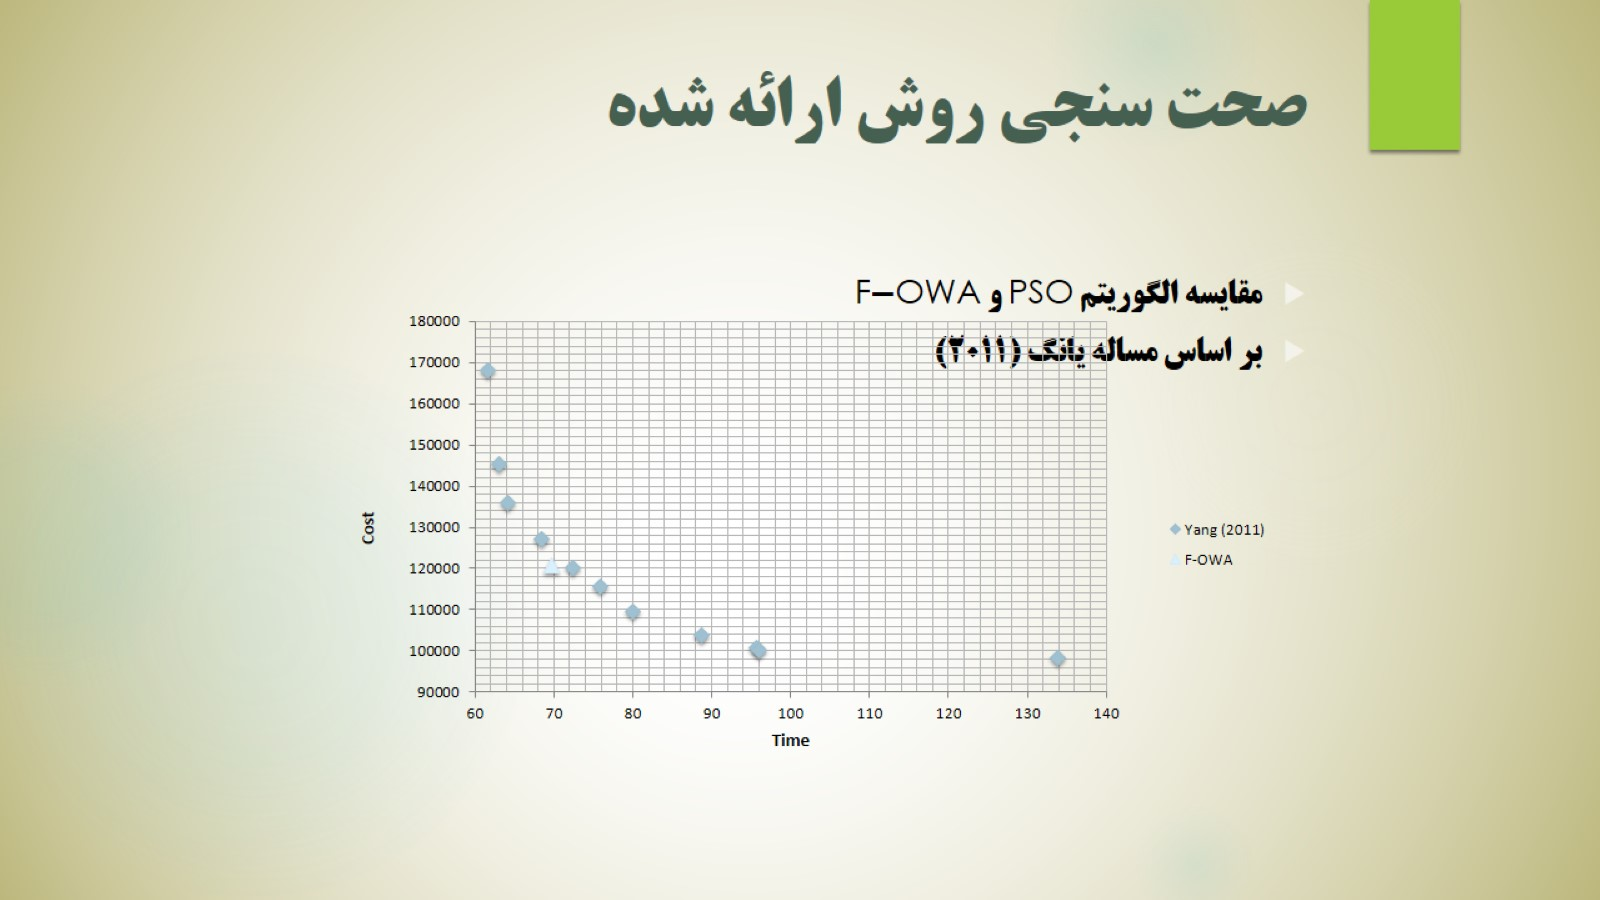 صحت سنجی روش ارائه شده
مقایسه الگوریتم PSO و F–OWA
بر اساس مساله یانگ (۲۰۱۱)
180000
170000
160000
150000
140000
130000
120000
110000
100000
90000
Cost
60 70 80 90 100 110 120 130 140
Time
Yang (2011)
F-OWA